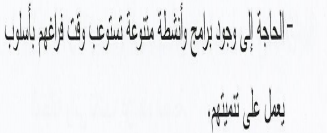 - الحاجة إلى وجود برامج وأنشطة متنوعة تستوعب وقت فراغهم بأسلوب
يعمل على تنميتهم.